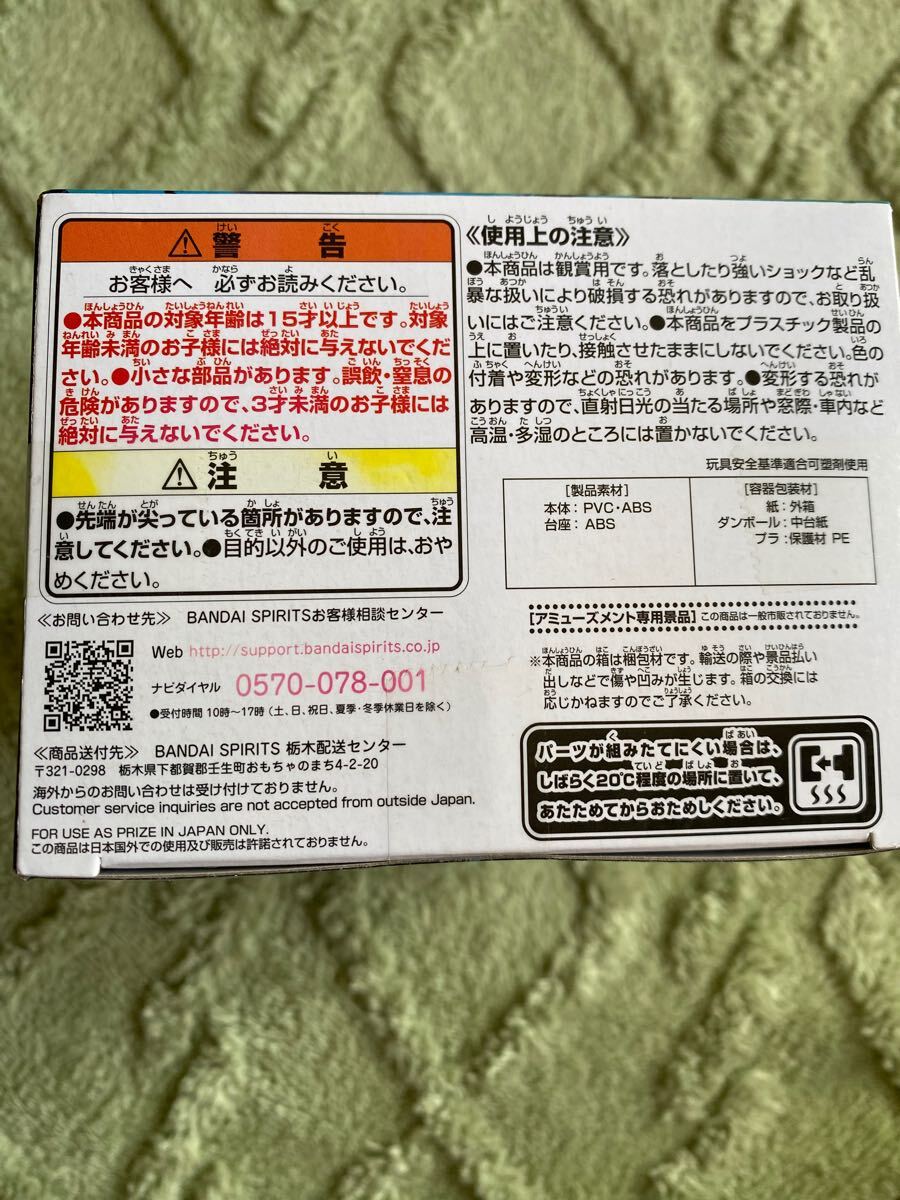 ⚠警告
お客様へ 必ずお読みください。
●本商品の対象年齢は15才以上です。対象
年齢未満のお子様には絶対に与えないでくだ
さい。●小さな部品があります。誤飲・窒息の
危険がありますので、3才未満のお子様には
絶対に与えないでください。
⚠注意
●先端が尖っている箇所がありますので、注
意してください。●目的以外のご使用は、おや
めください。
≪お問い合わせ先≫ BANDAI SPIRITSお客様相談センター
Web http://support.bandaispirits.co.jp
ナビダイヤル 0570-078-001
●受付時間 10時～17時(土、日、祝日、夏季・冬季休業日を除く)
≪商品送付先≫ BANDAI SPIRITS 栃木配送センター
〒321-0298 栃木県下都賀郡壬生町おもちゃのまち4-2-20
海外からのお問い合わせは受け付けておりません。
Customer service inquiries are not accepted from outside Japan.
FOR USE AS PRIZE IN JAPAN ONLY.
この商品は日本国外での使用及び販売は許諾されておりません。
≪使用上の注意≫
●本商品は観賞用です。落としたり強いショックなど乱
暴な扱いにより破損する恐れがありますので、お取り扱
いにはご注意ください。●本商品をプラスチック製品の
上に置いたり、接触させたままにしないでください。色の
付着や変形などの恐れがあります。●変形する恐れが
ありますので、直射日光の当たる場所や窓際・車内など
高温・多湿のところには置かないでください。
玩具安全基準適合可塑剤使用
[製品素材]
本体：PVC・ABS
台座：ABS
[容器包装材]
紙：外箱
ダンボール：中台紙
プラ：保護材 PE
[アミューズメント専用景品] この商品は一般市販されておりません。
※本商品の箱は梱包材です。輸送の際や景品払い
出しなどで傷や凹みが生じます。箱の交換には
応じかねますのでご了承ください。
パーツが組みたてにくい場合は、
しばらく20℃程度の場所に置いて、
あたためてからおためしください。